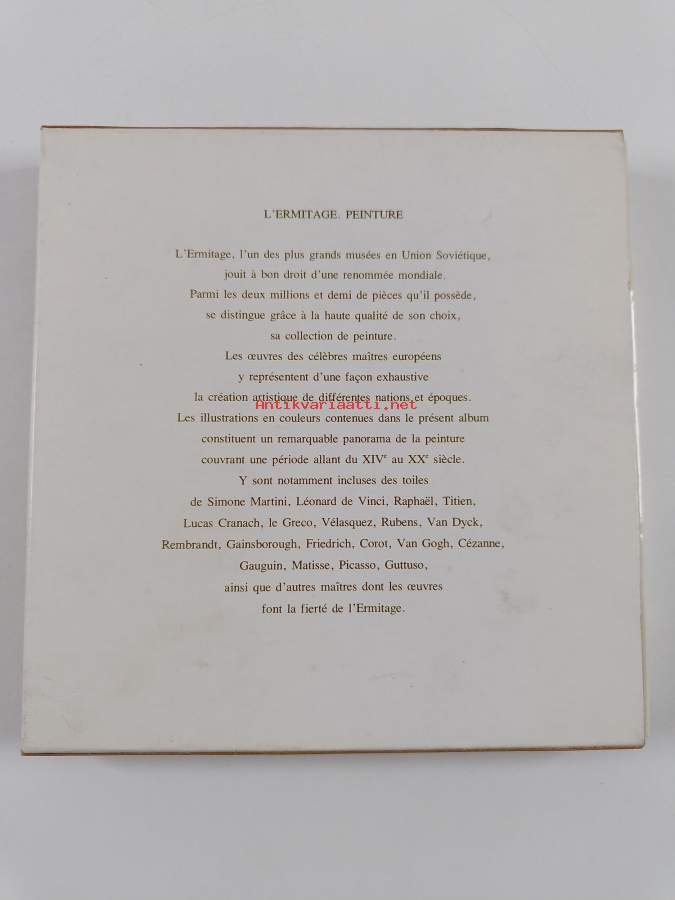 L'ERMITAGE. PEINTURE
L'Ermitage, l'un des plus grands musées en Union Soviétique,
jouit à bon droit d'une renommée mondiale.
Parmi les deux millions et demi de pièces qu'il possède,
se distingue grâce à la haute qualité de son choix,
sa collection de peinture.
Les œuvres des célèbres maîtres européens
y représentent d'une façon exhaustive
la création artistique de différentes nations et époques.
Antikvariaatti.net
Les illustrations en couleurs contenues dans le présent album
constituent un remarquable panorama de la peinture
couvrant une période allant du XIVe au XXe siècle.
Y sont notamment incluses des toiles
de Simone Martini, Léonard de Vinci, Raphaël, Titien,
Lucas Cranach, le Greco, Vélasquez, Rubens, Van Dyck,
Rembrandt, Gainsborough, Friedrich, Corot, Van Gogh, Cézanne,
Gauguin, Matisse, Picasso, Guttuso,
ainsi que d'autres maîtres dont les œuvres
font la fierté de l'Ermitage.